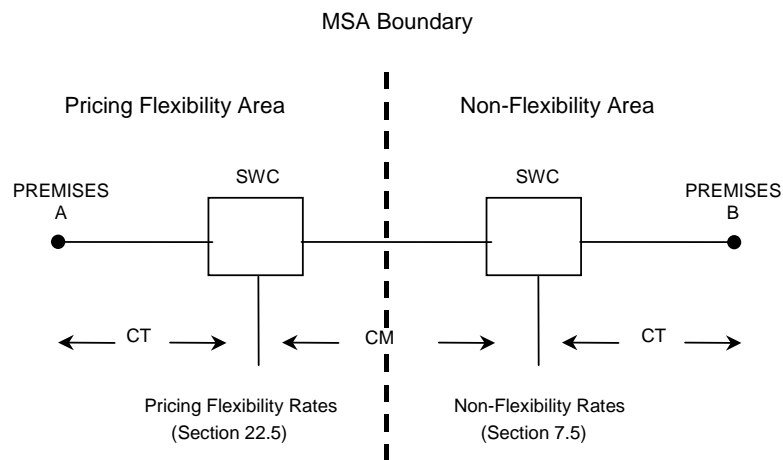 MSA Boundary
Pricing Flexibility Area
Non-Flexibility Area
SWC
SWC
PREMISES
A
PREMISES
B
CT
CM
CT
Pricing Flexibility Rates
(Section 22.5)
Non-Flexibility Rates
(Section 7.5)